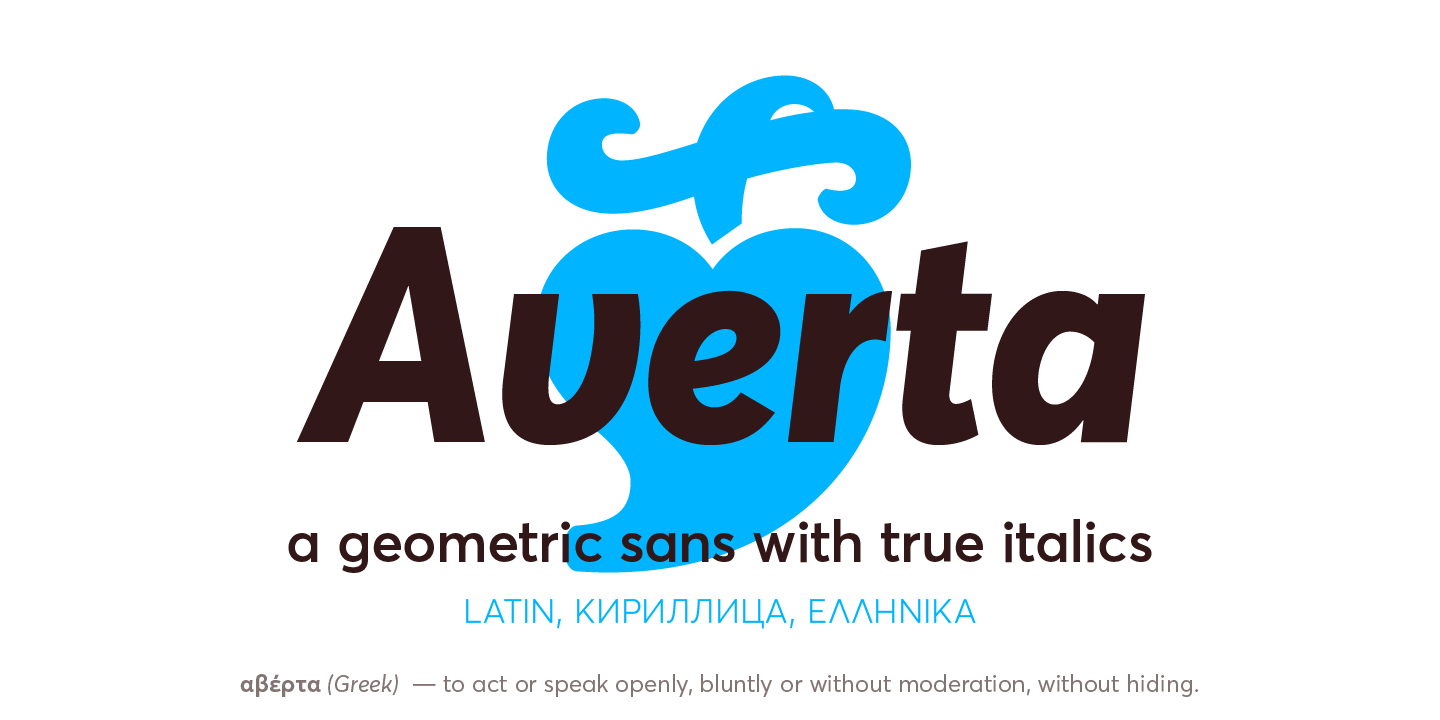 Averta
a geometric sans with true italics
LATIN, КИРИЛЛИЦА, ΕΛΛΗΝΙΚΑ
αβέρτα (Greek) — to act or speak openly, bluntly or without moderation, without hiding.